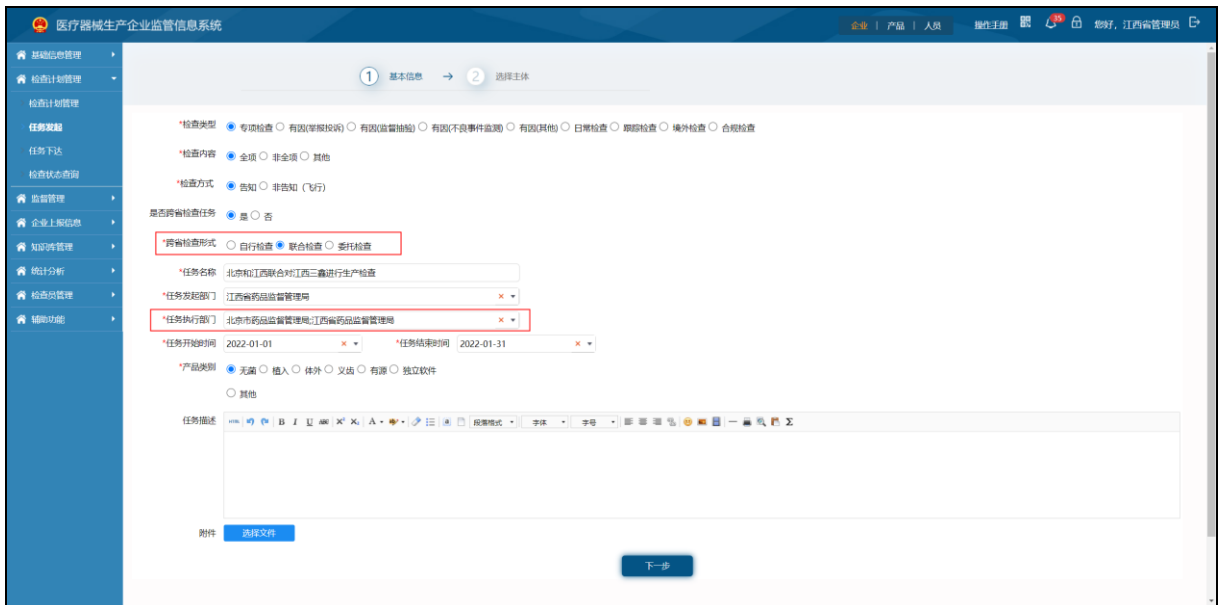 医疗器械生产企业监管信息系统
企业 | 产品 | 人员 操作手册 35 您好，江西省管理员
基础信息管理
检查计划管理
检查计划管理
任务发起
任务下达
检查状态查询
监督管理
企业上报信息
知识库管理
统计分析
检查员管理
辅助功能
1 基本信息 → 2 选择主体
*检查类型 专项检查 有因(举报投诉) 有因(监督抽验) 有因(不良事件监测) 有因(其他) 日常检查 跟踪检查 境外检查 合规检查
*检查内容 全项 非全项 其他
*检查方式 告知 非告知（飞行）
是否跨省检查任务 是 否
*跨省检查形式 自行检查 联合检查 委托检查
*任务名称 北京和江西联合对江西三鑫进行生产检查
*任务发起部门 江西省药品监督管理局
*任务执行部门 北京市药品监督管理局;江西省药品监督管理局
*任务开始时间 2022-01-01 *任务结束时间 2022-01-31
*产品类别 无菌 植入 体外 义齿 有源 独立软件
其他
任务描述 HTML B I U ABC X² X₂ A 段落格式 字体 字号 Σ
附件 选择文件
下一步